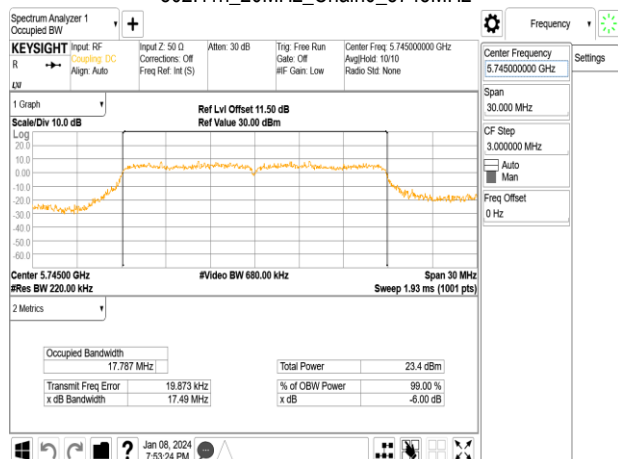 Spectrum Analyzer 1
Occupied BW
Frequency
KEYSIGHT
R
Input: RF
Coupling: DC
Align: Auto
Input Z: 50 Ω
Corrections: Off
Freq Ref: Int (S)
Atten: 30 dB
Trig: Free Run
Gate: Off
#IF Gain: Low
Center Freq: 5.745000000 GHz
Avg|Hold: 10/10
Radio Std: None
LXI
Center Frequency
5.745000000 GHz
Settings
Span
30.000 MHz
CF Step
3.000000 MHz
Auto
Man
Freq Offset
0 Hz
1 Graph
Scale/Div 10.0 dB
Ref Lvl Offset 11.50 dB
Ref Value 30.00 dBm
Log
20.0
10.0
0.00
-10.0
-20.0
-30.0
-40.0
-50.0
-60.0
Center 5.74500 GHz
#Video BW 680.00 kHz
Span 30 MHz
#Res BW 220.00 kHz
Sweep 1.93 ms (1001 pts)
2 Metrics
Occupied Bandwidth
17.787 MHz
Total Power 23.4 dBm
Transmit Freq Error 19.873 kHz
% of OBW Power 99.00 %
x dB Bandwidth 17.49 MHz
x dB -6.00 dB
?
Jan 08, 2024
7:53:24 PM